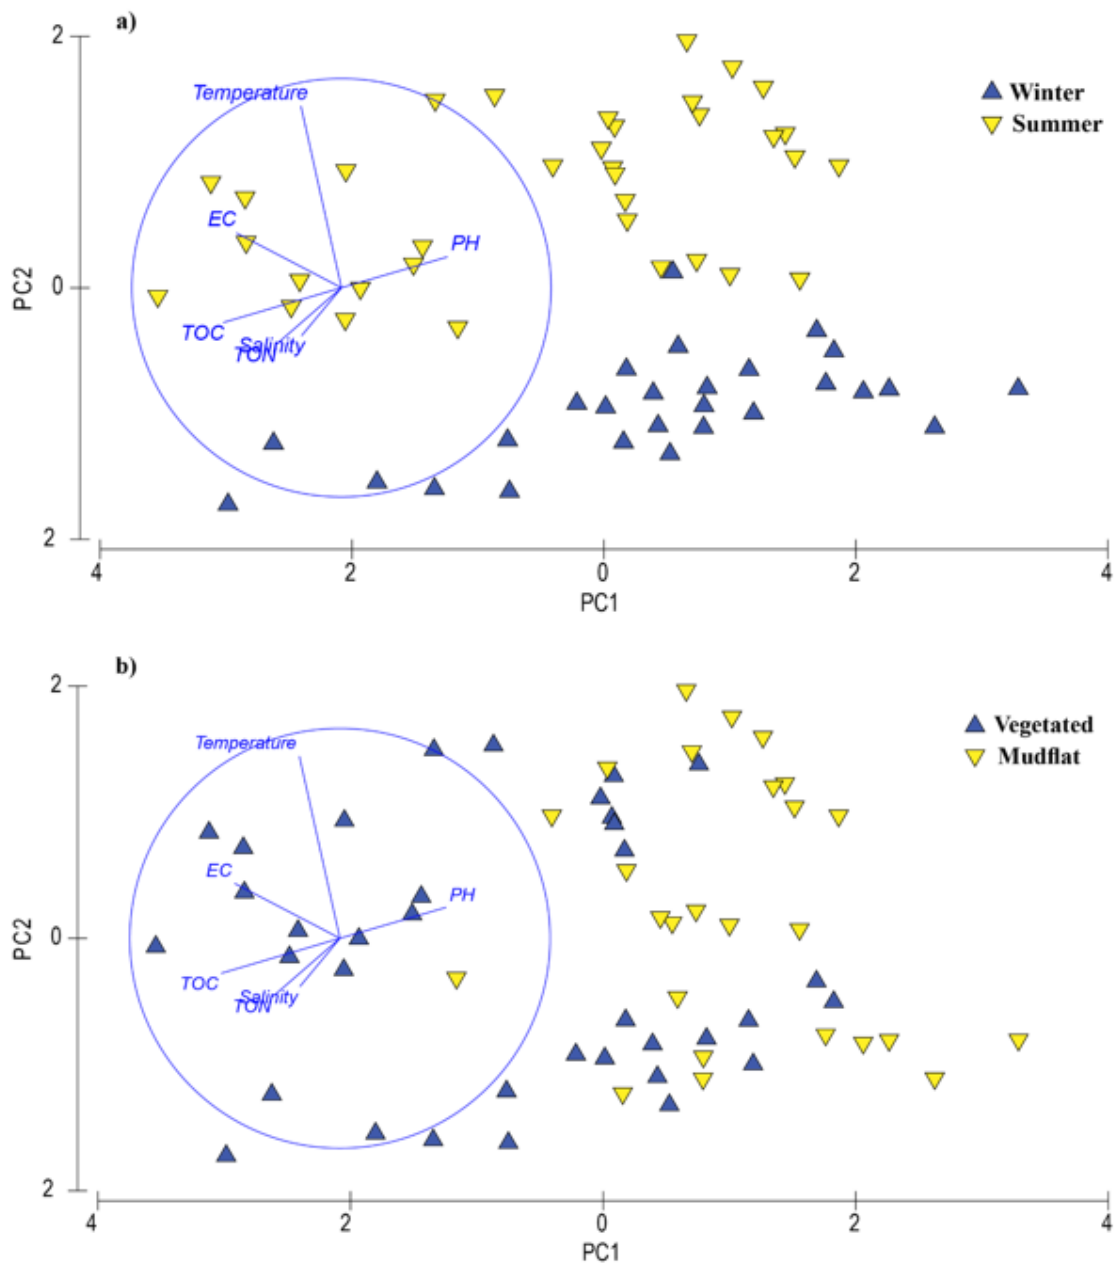 a)
2
Temperature
Winter
Summer
EC
PH
PC2
0
TOC
Salinity
TON
2
4
2
0
2
4
PC1
b)
2
Temperature
Vegetated
Mudflat
EC
PH
PC2
0
TOC
Salinity
TON
2
4
2
0
2
4
PC1